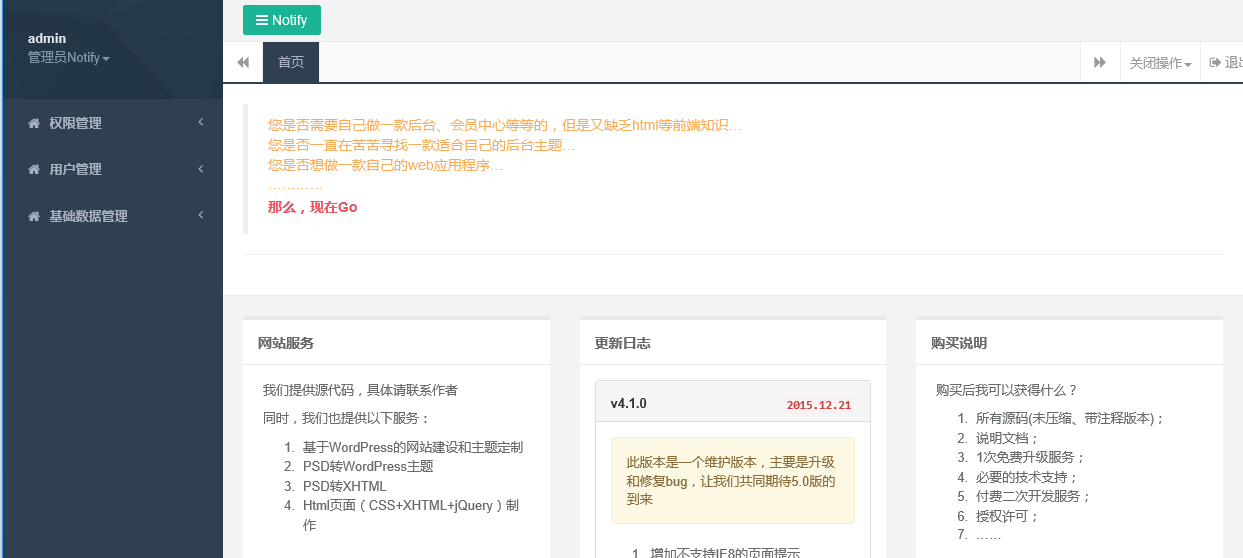 admin
管理员Notify
权限管理
用户管理
基础数据管理
Notify
首页
关闭操作
退出
您是否需要自己做一款后台、会员中心等等的，但是又缺乏html等前端知识…
您是否一直在苦苦寻找一款适合自己的后台主题…
您是否想做一款自己的web应用程序…
…………
那么，现在Go
网站服务
我们提供源代码，具体请联系作者
同时，我们也提供以下服务：
1. 基于WordPress的网站建设和主题定制
2. PSD转WordPress主题
3. PSD转XHTML
4. Html页面（CSS+XHTML+jQuery）制
作
更新日志
v4.1.0 2015.12.21
此版本是一个维护版本，主要是升级
和修复bug，让我们共同期待5.0版的
到来
1. 增加不支持IE8的页面提示
购买说明
购买后我可以获得什么？
1. 所有源码(未压缩、带注释版本)；
2. 说明文档；
3. 1次免费升级服务；
4. 必要的技术支持；
5. 付费二次开发服务；
6. 授权许可；
7. ……